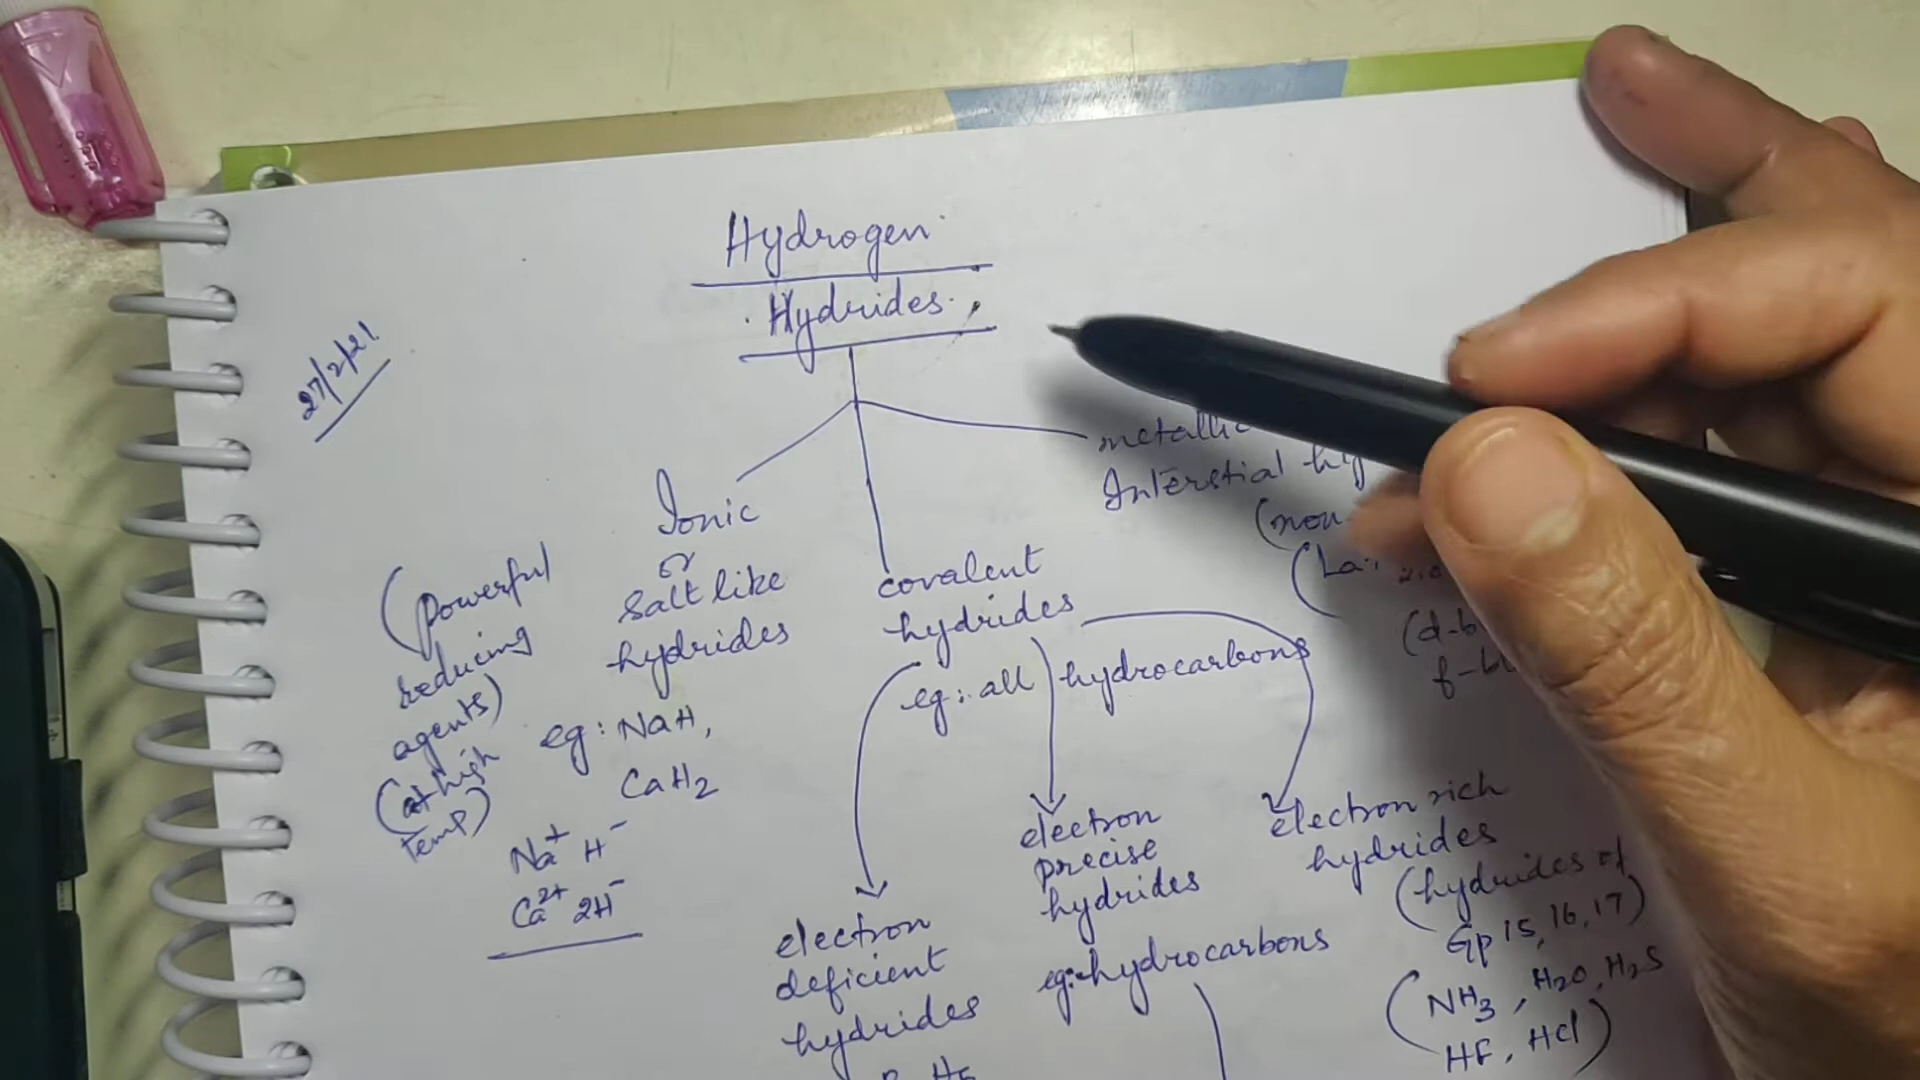 Hydrogen
Hydrides
27/2/21
metallic
Interstial
Ionic
or
salt like
hydrides
(powerful
reducing
agents)
(at high
temp)
eg: NaH,
CaH2
Na+ H-
Ca2+ 2H-
covalent
hydrides
eg: all hydrocarbons
electron
deficient
hydrides
electron
precise
hydrides
eg: hydrocarbons
electron rich
hydrides
(hydrides of
Gp 15, 16, 17)
(NH3, H2O, H2S
HF, HCl)